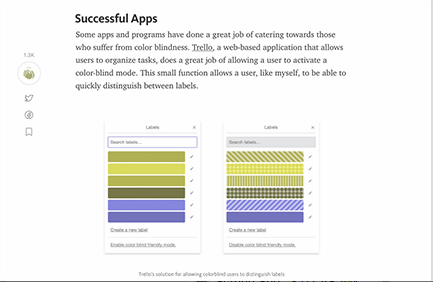 Successful Apps
Some apps and programs have done a great job of catering towards those
who suffer from color blindness. Trello, a web-based application that allows
users to organize tasks, does a great job of allowing a user to activate a
color-blind mode. This small function allows a user, like myself, to be able to
quickly distinguish between labels.
1.3K
Labels
Search labels...
Create a new label
Enable color blind friendly mode.
Labels
Search labels...
Create a new label
Disable color blind friendly mode.
Trello's solution for allowing colorblind users to distinguish labels